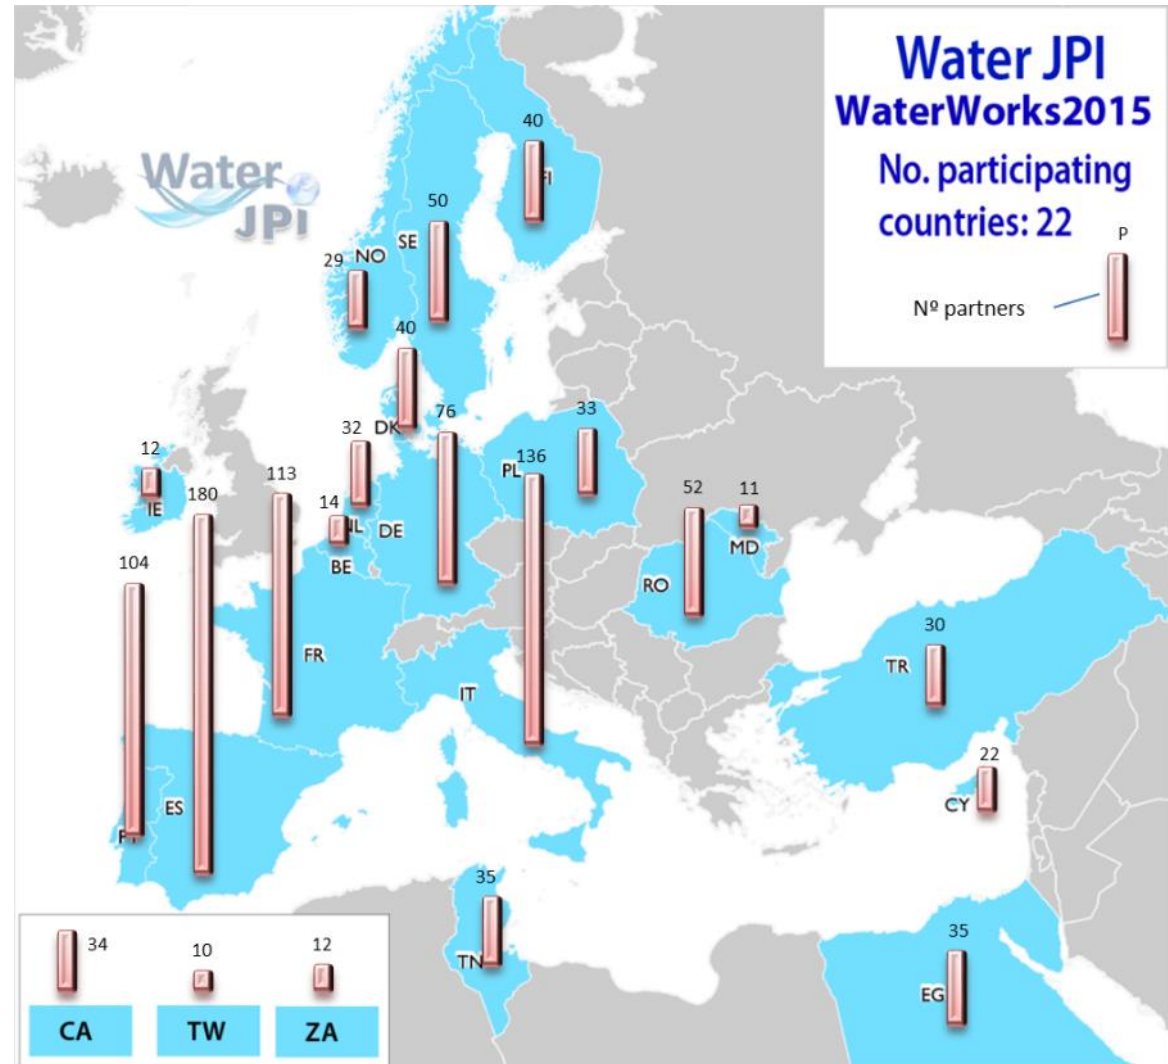 Water JPI
WaterWorks2015
No. participating
countries: 22
P
Nº partners
Water
JPI
40
FI
50
SE
29
NO
40
DK
76
33
32
136
PL
12
IE
180
113
14
NL
DE
BE
52
11
MD
RO
104
FR
30
TR
IT
22
CY
ES
PT
35
TN
35
EG
34
10
12
CA
TW
ZA